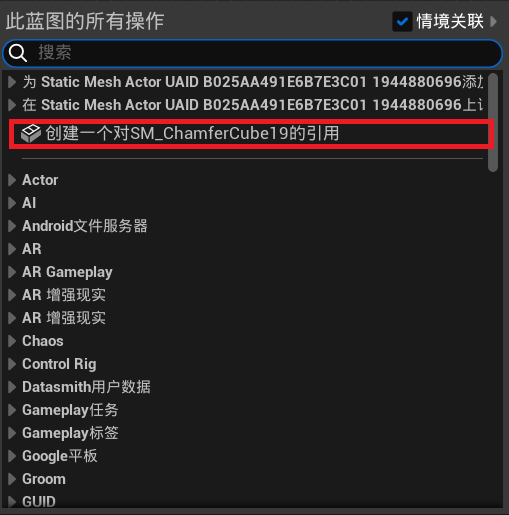 此蓝图的所有操作
情境关联
搜索
为 Static Mesh Actor UAID B025AA491E6B7E3C01 1944880696添加
在 Static Mesh Actor UAID B025AA491E6B7E3C01 1944880696上
创建一个对SM_ChamferCube19的引用
Actor
AI
Android文件服务器
AR
AR Gameplay
AR 增强现实
AR 增强现实
Chaos
Control Rig
Datasmith用户数据
Gameplay任务
Gameplay标签
Google平板
Groom
GUID